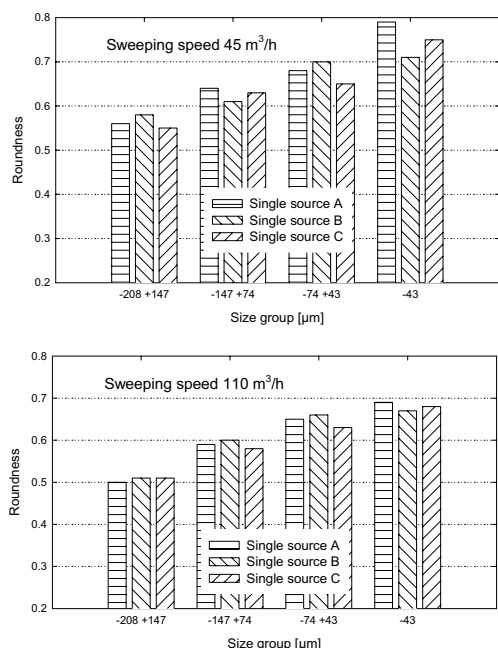 0.8
Sweeping speed 45 m³/h
0.7
0.6
Roundness
0.5
0.4
Single source A
Single source B
Single source C
0.3
0.2
-208 +147 -147 +74 -74 +43 -43
Size group [µm]
0.8
Sweeping speed 110 m³/h
0.7
0.6
Roundness
0.5
0.4
Single source A
Single source B
Single source C
0.3
0.2
-208 +147 -147 +74 -74 +43 -43
Size group [µm]